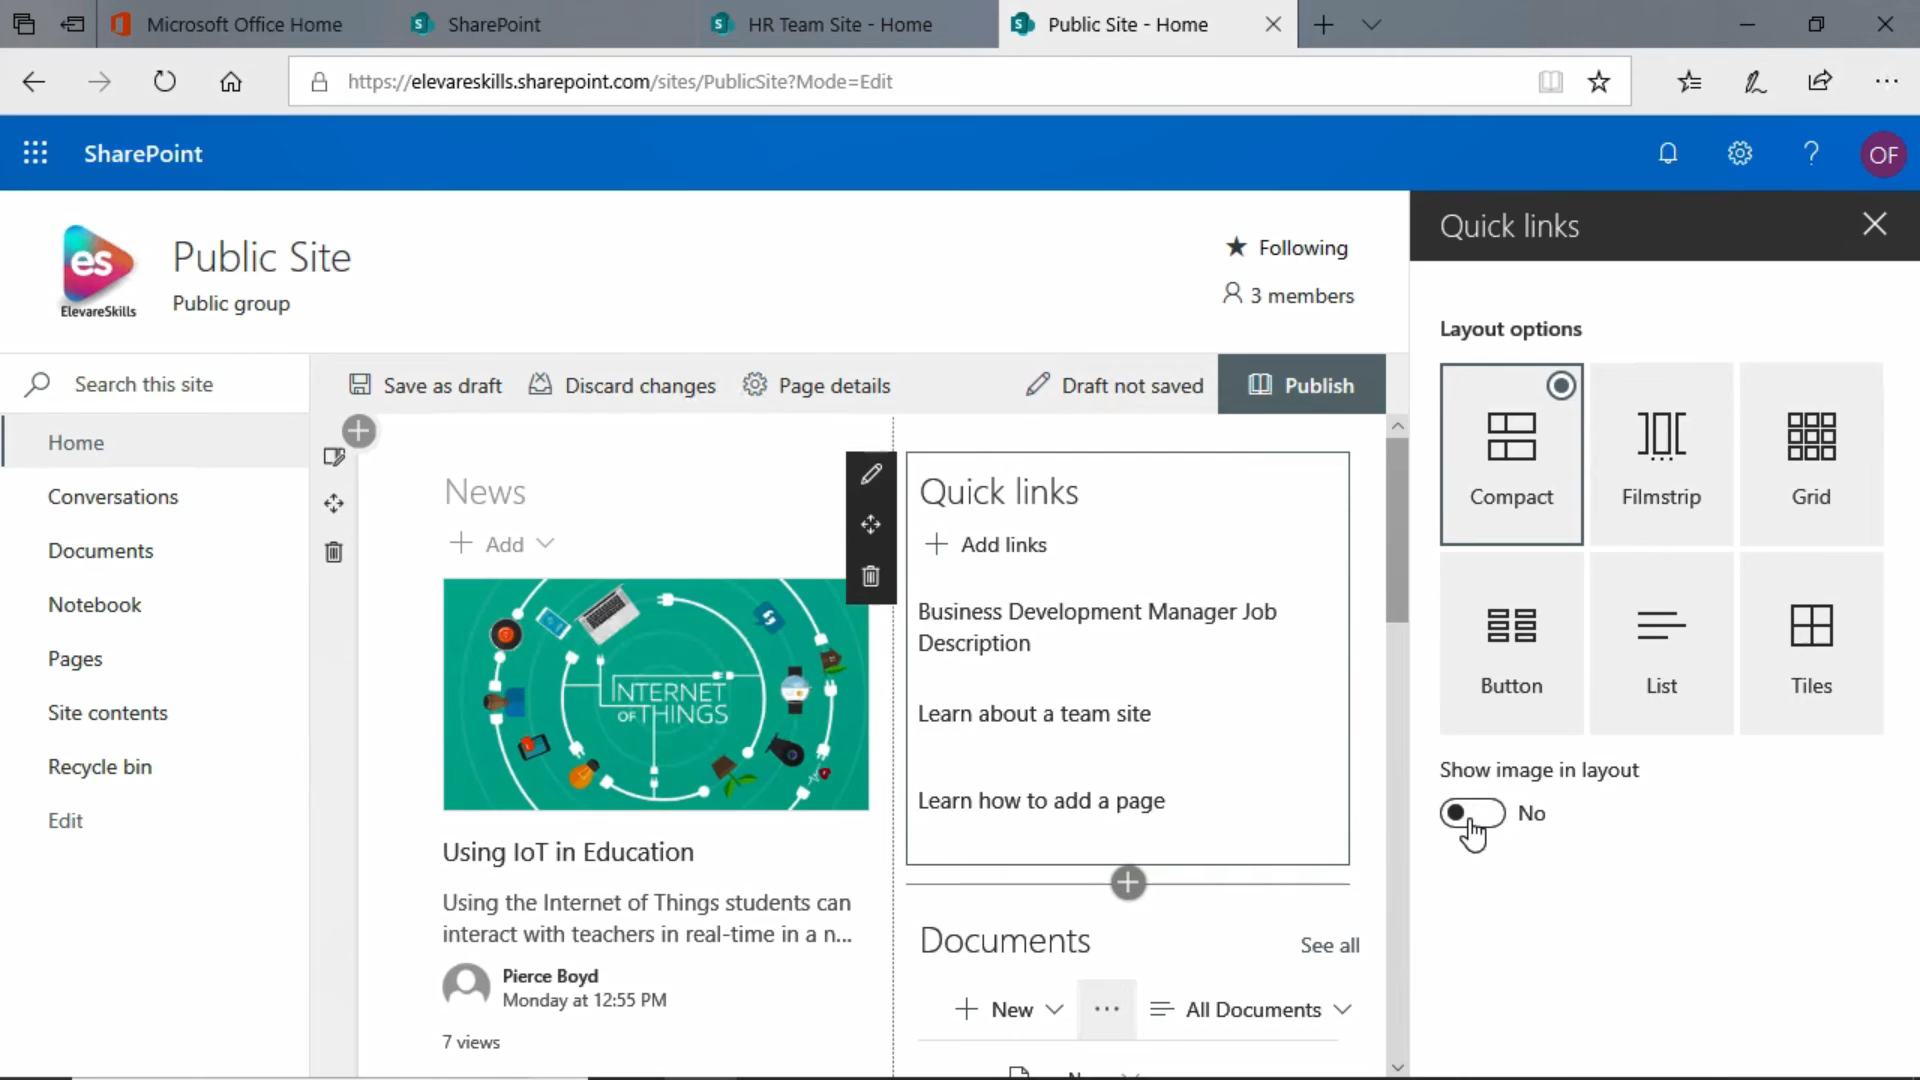 Microsoft Office Home
SharePoint
HR Team Site - Home
Public Site - Home
https://elevareskills.sharepoint.com/sites/PublicSite?Mode=Edit
SharePoint
OF
es
ElevareSkills
Public Site
Public group
Following
3 members
Search this site
Save as draft
Discard changes
Page details
Draft not saved
Publish
Home
Conversations
Documents
Notebook
Pages
Site contents
Recycle bin
Edit
News
Add
INTERNET
OF THINGS
Using IoT in Education
Using the Internet of Things students can
interact with teachers in real-time in a n...
Pierce Boyd
Monday at 12:55 PM
7 views
Quick links
Add links
Business Development Manager Job
Description
Learn about a team site
Learn how to add a page
Documents
See all
New
All Documents
Quick links
Layout options
Compact
Filmstrip
Grid
Button
List
Tiles
Show image in layout
No